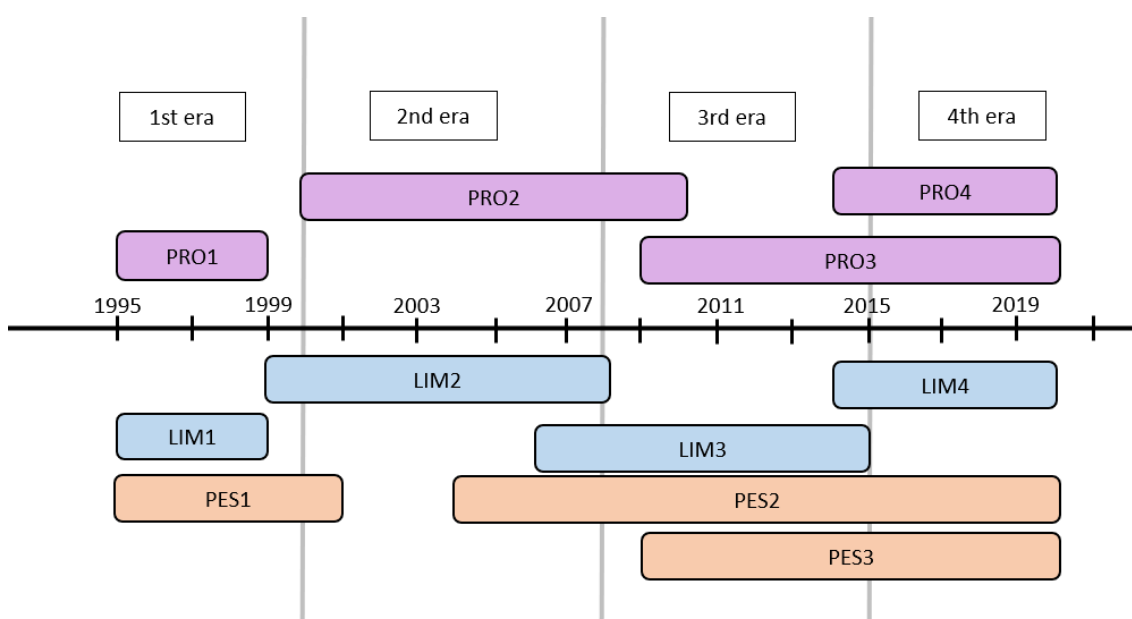 1st era
2nd era
3rd era
4th era
PRO2
PRO4
PRO1
PRO3
1995
1999
2003
2007
2011
2015
2019
LIM2
LIM4
LIM1
LIM3
PES1
PES2
PES3